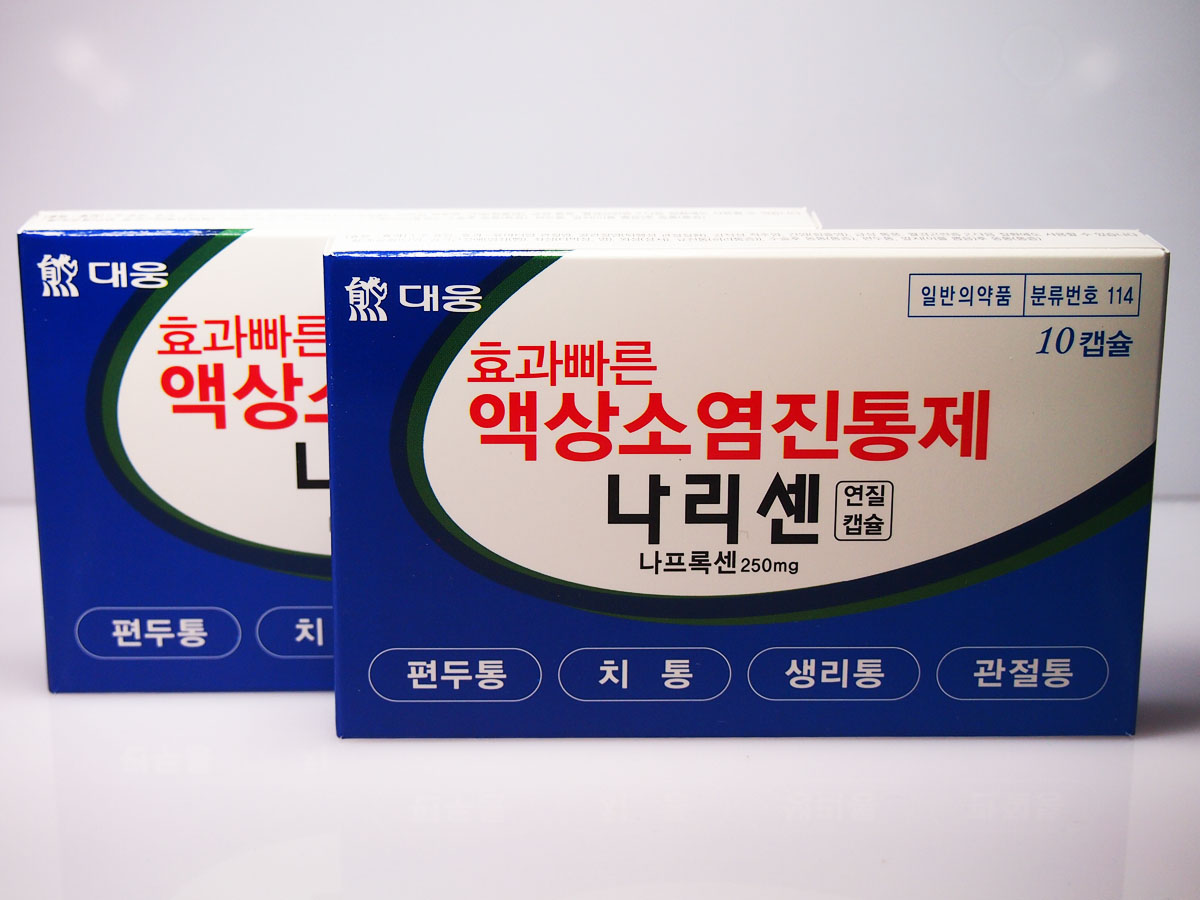 대웅
효과빠른
액상
편두통
치
대웅
일반의약품 분류번호 114
10캡슐
효과빠른
액상소염진통제
나리센 연질캡슐
나프록센 250mg
편두통 치 통 생리통 관절통